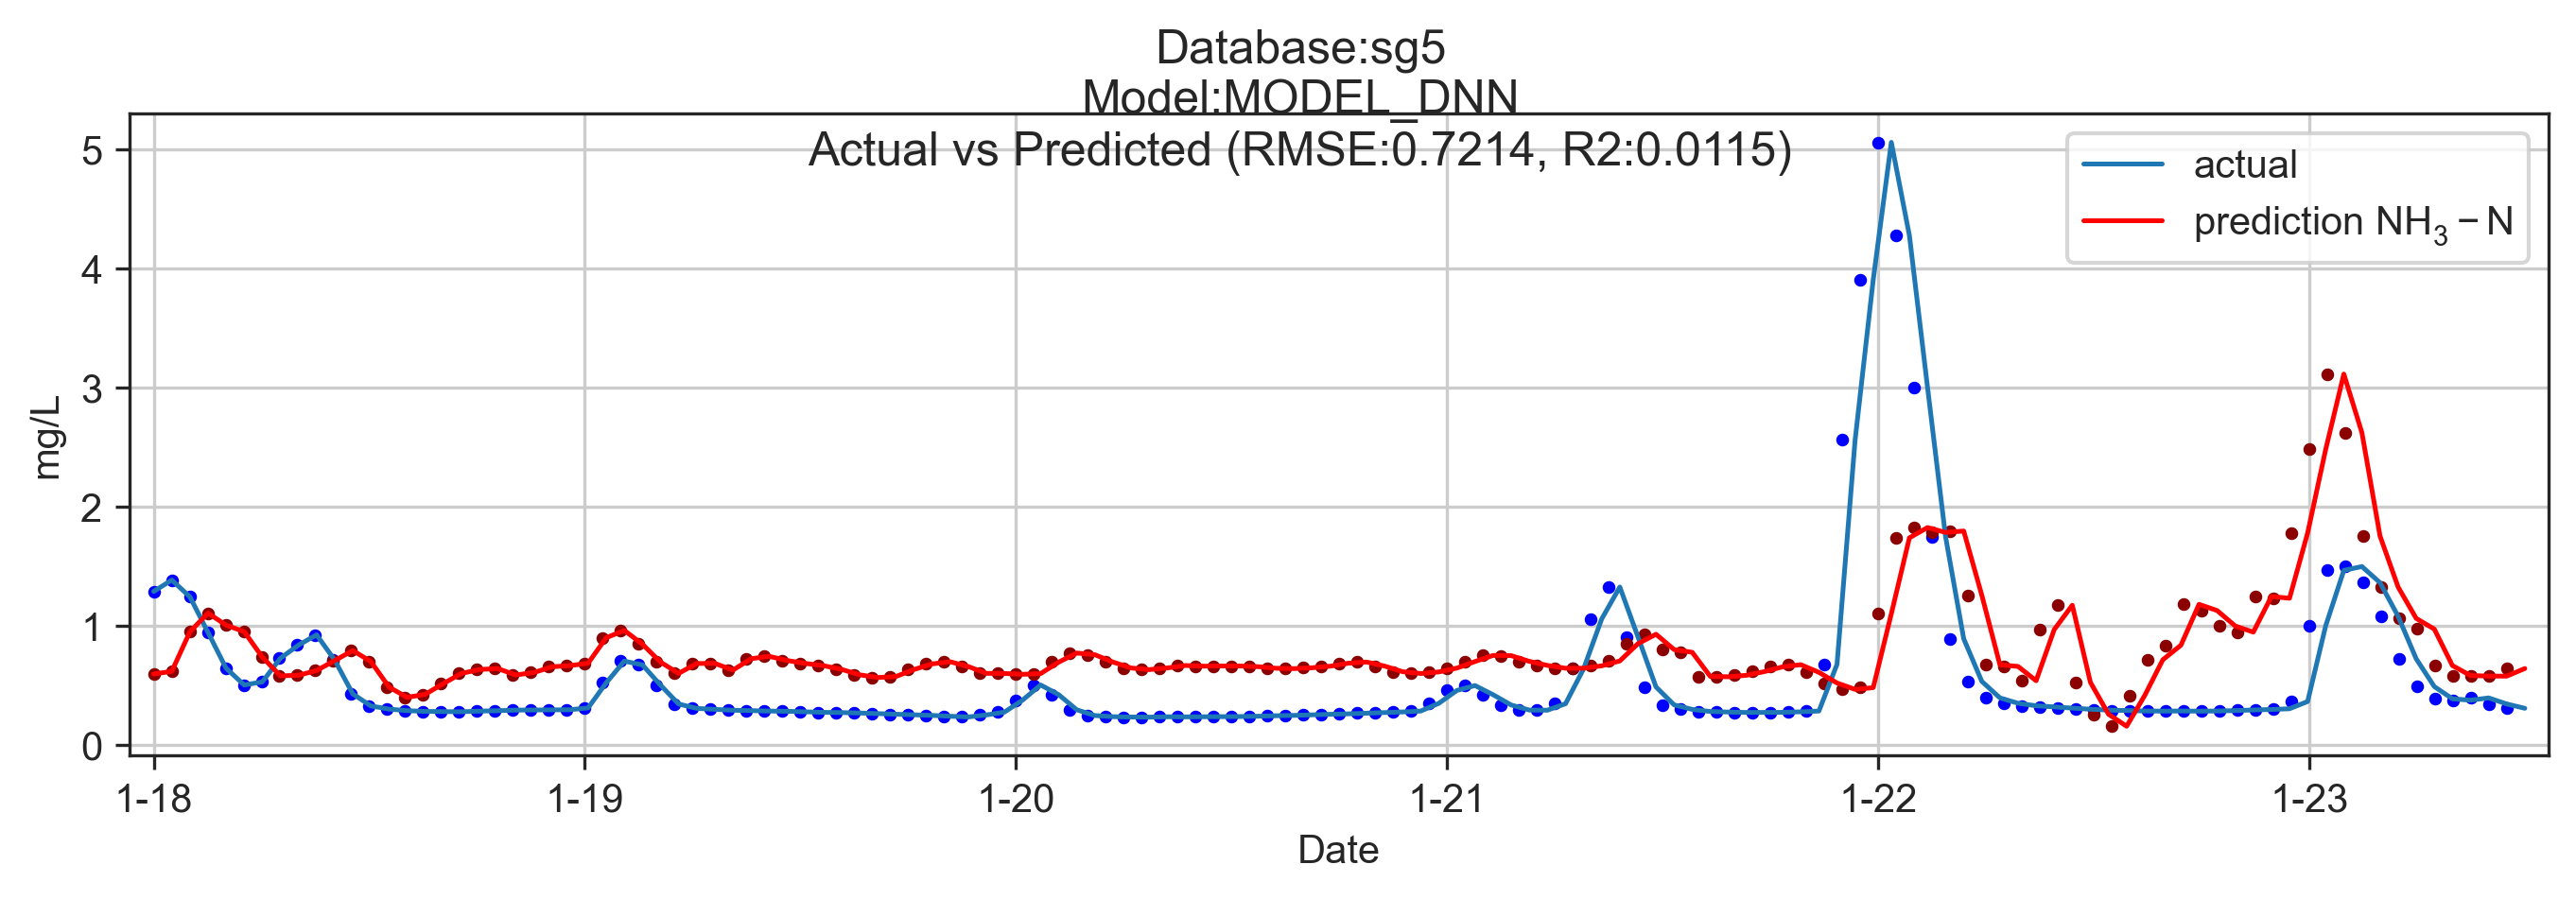 Database:sg5
Model:MODEL_DNN
Actual vs Predicted (RMSE:0.7214, R2:0.0115)
actual
prediction NH₃ − N
mg/L
5
4
3
2
1
0
1-18 1-19 1-20 1-21 1-22 1-23
Date